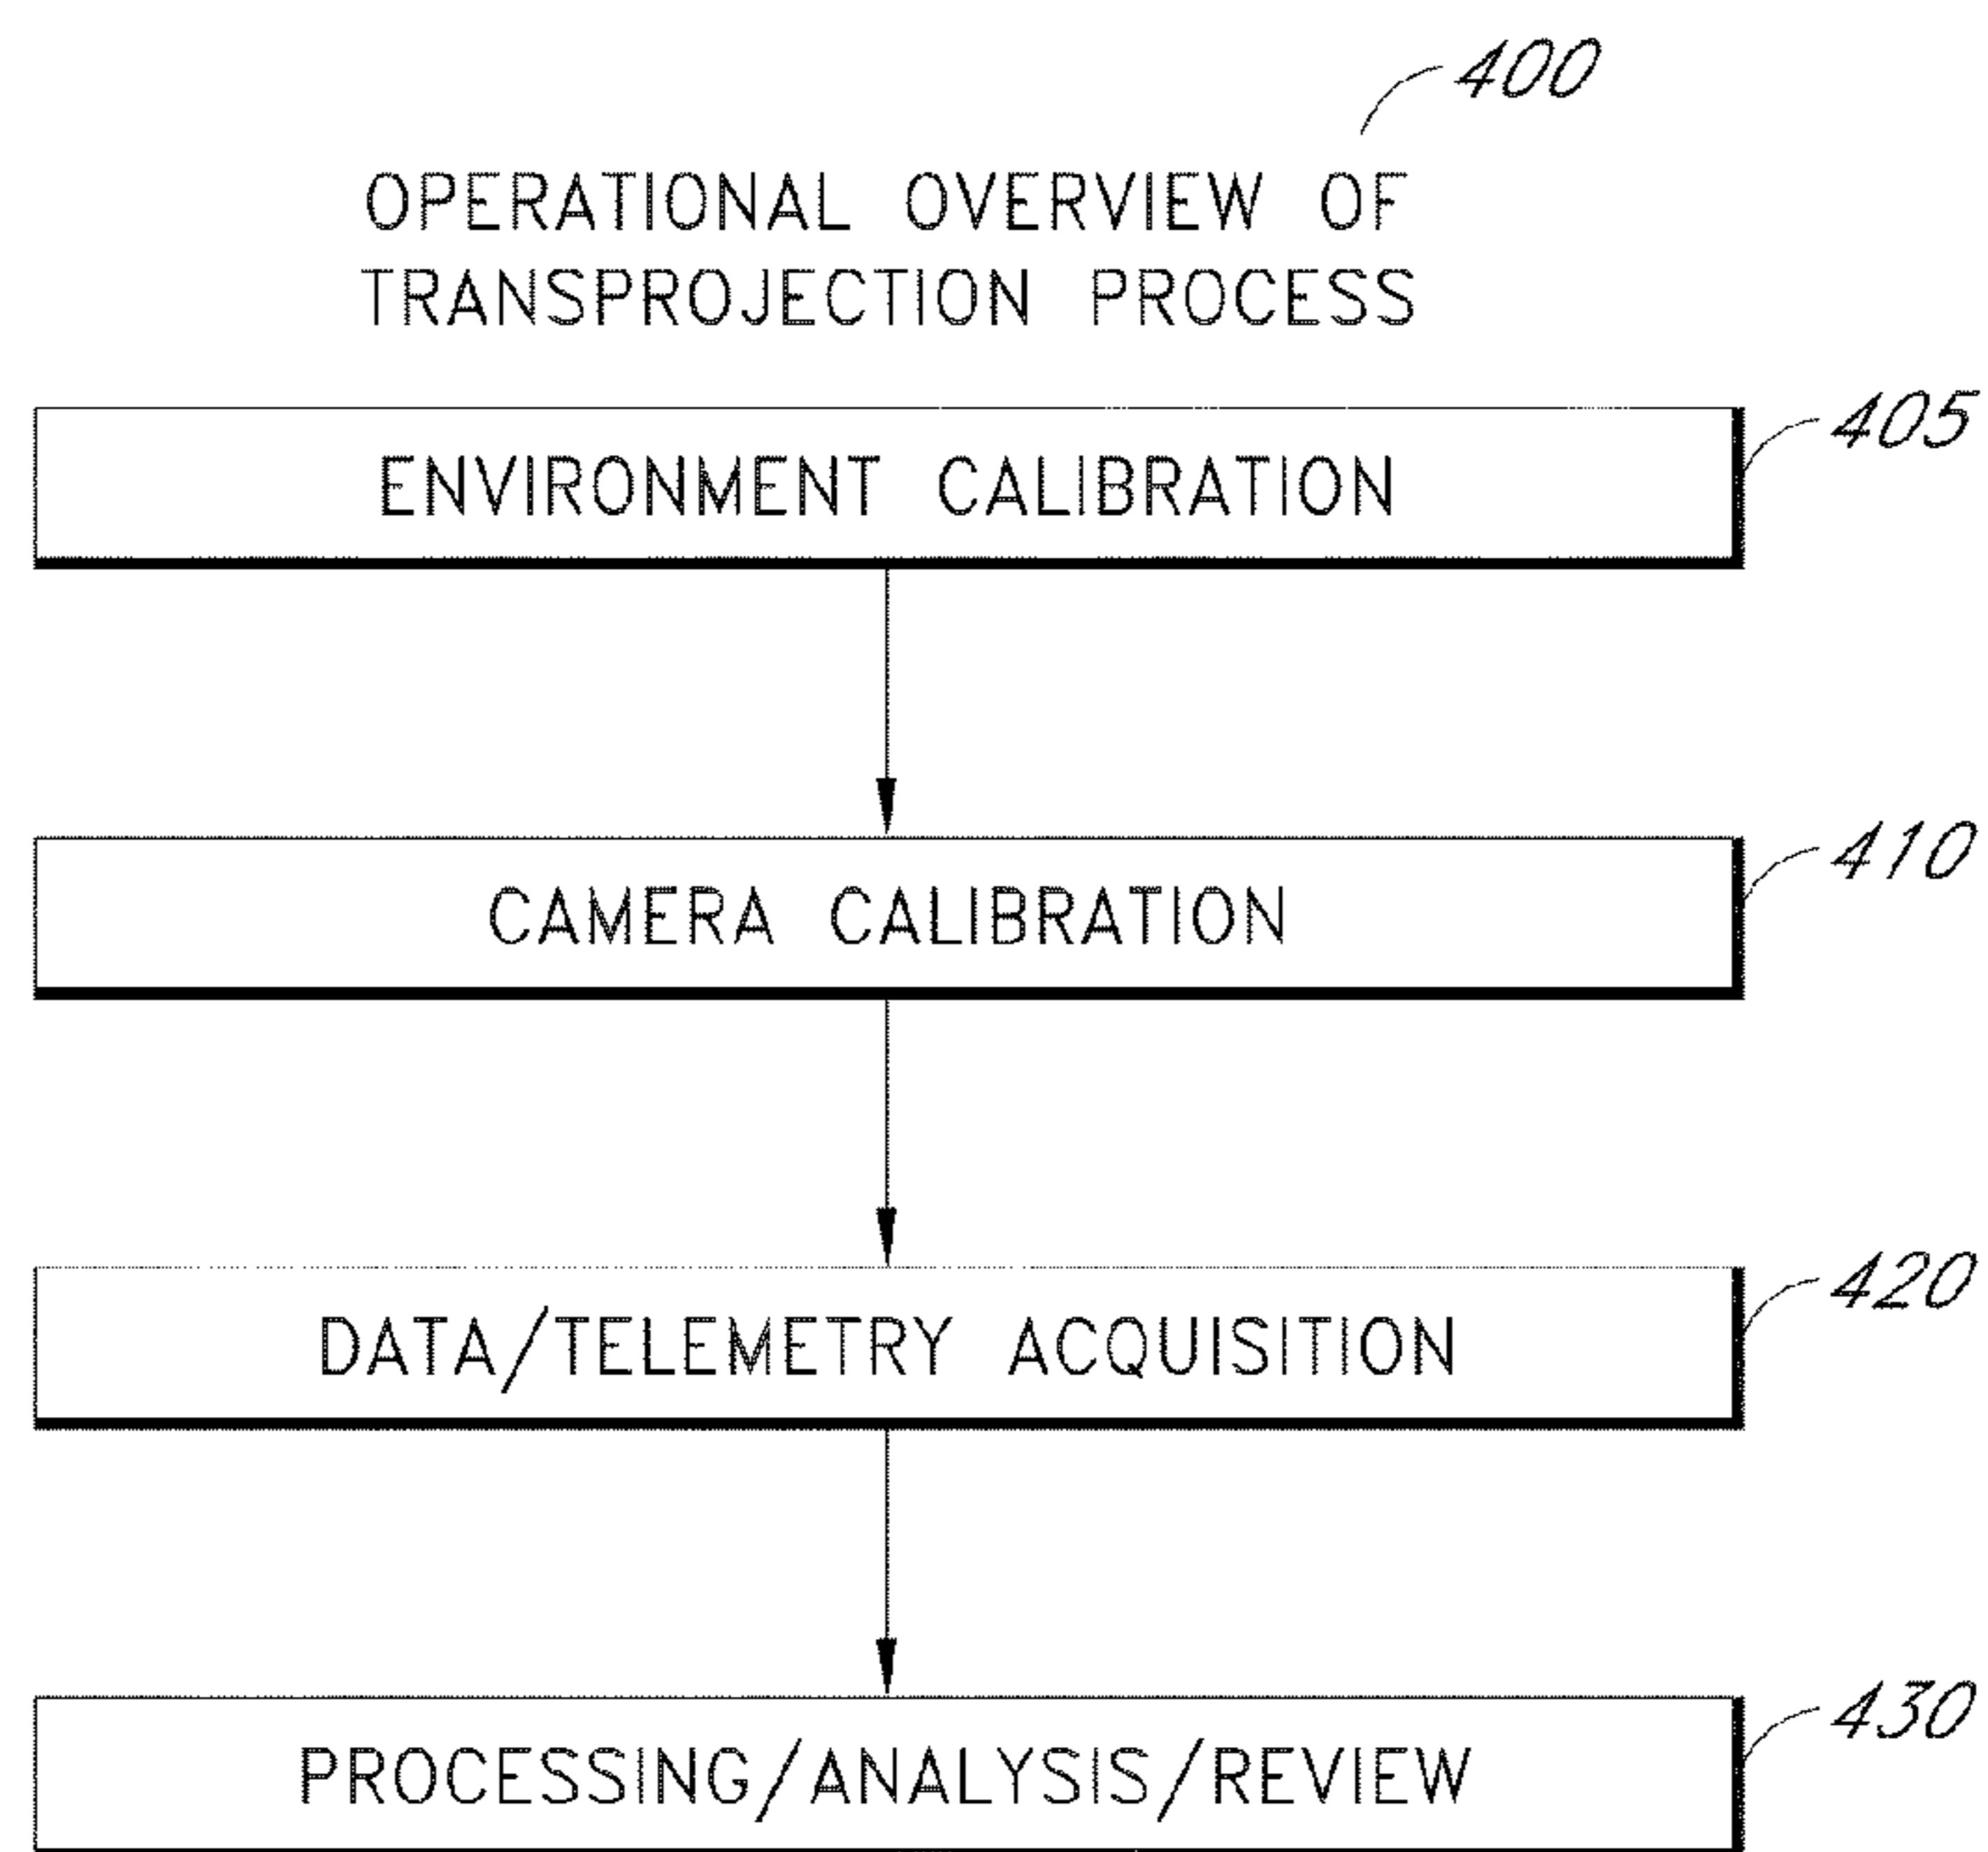 400
OPERATIONAL OVERVIEW OF
TRANSPROJECTION PROCESS
405
ENVIRONMENT CALIBRATION
410
CAMERA CALIBRATION
420
DATA/TELEMETRY ACQUISITION
430
PROCESSING/ANALYSIS/REVIEW